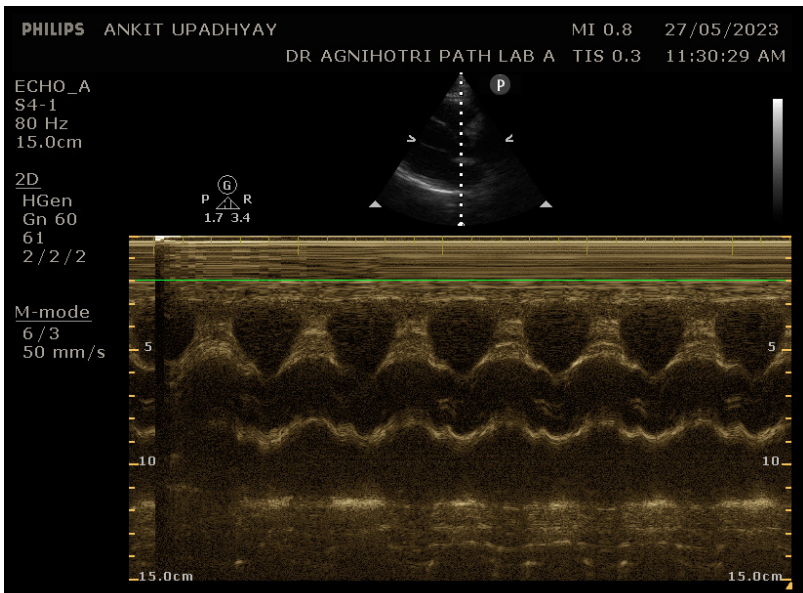 PHILIPS ANKIT UPADHYAY MI 0.8 27/05/2023
DR AGNIHOTRI PATH LAB A TIS 0.3 11:30:29 AM
ECHO_A
S4-1
80 Hz
15.0cm
P
2D
HGen
Gn 60
61
2/2/2
G
P R
1.7 3.4
M-mode
6/3
50 mm/s
5 5
10 10
15.0cm 15.0cm